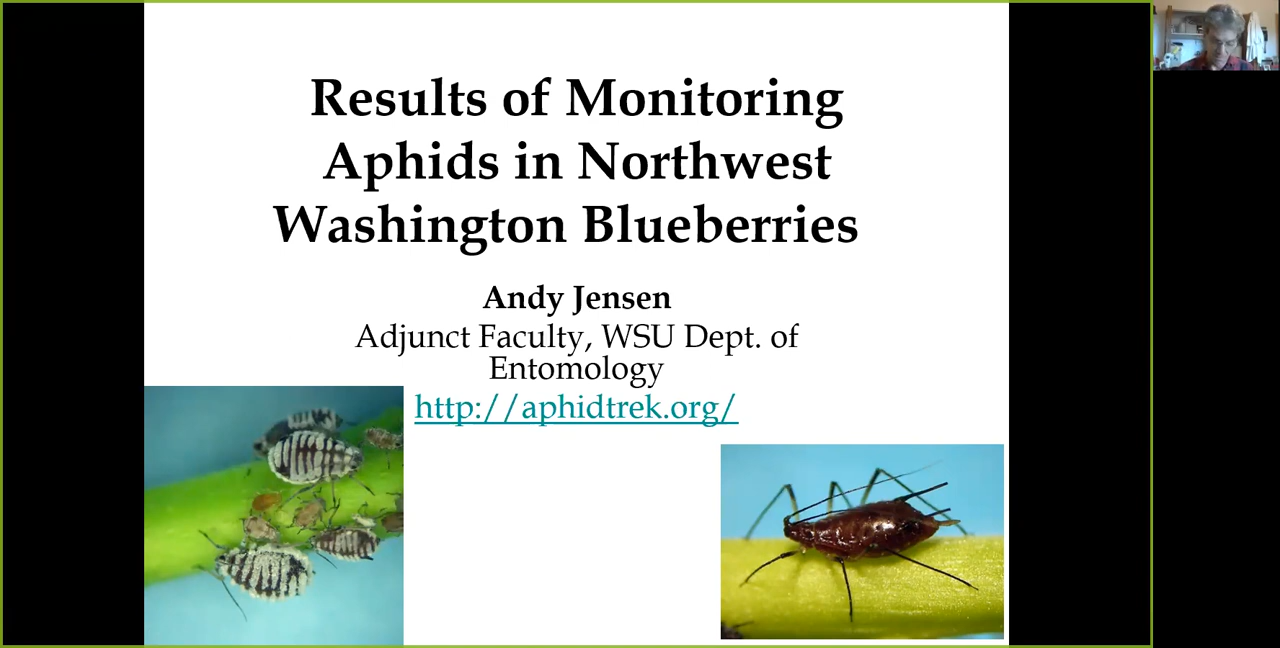 Results of Monitoring
Aphids in Northwest
Washington Blueberries
Andy Jensen
Adjunct Faculty, WSU Dept. of
Entomology
http://aphidtrek.org/